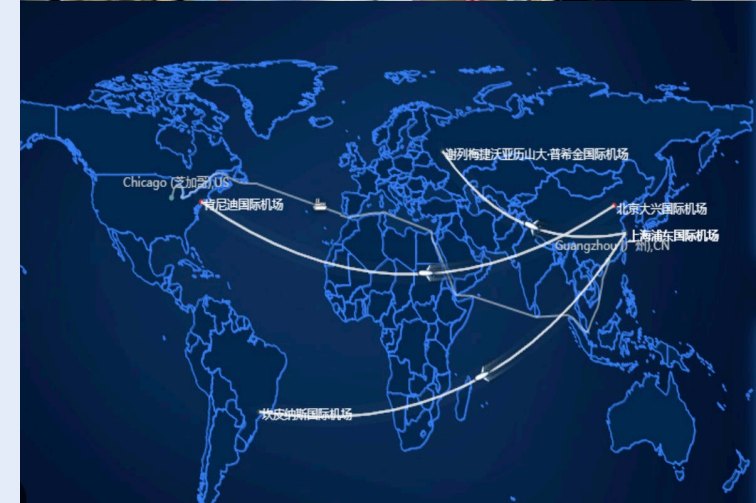 谢列梅捷沃亚历山大·普希金国际机场
Chicago (芝加哥),US
肯尼迪国际机场
北京大兴国际机场
上海浦东国际机场
Guangzhou (广州),CN
坎皮纳斯国际机场